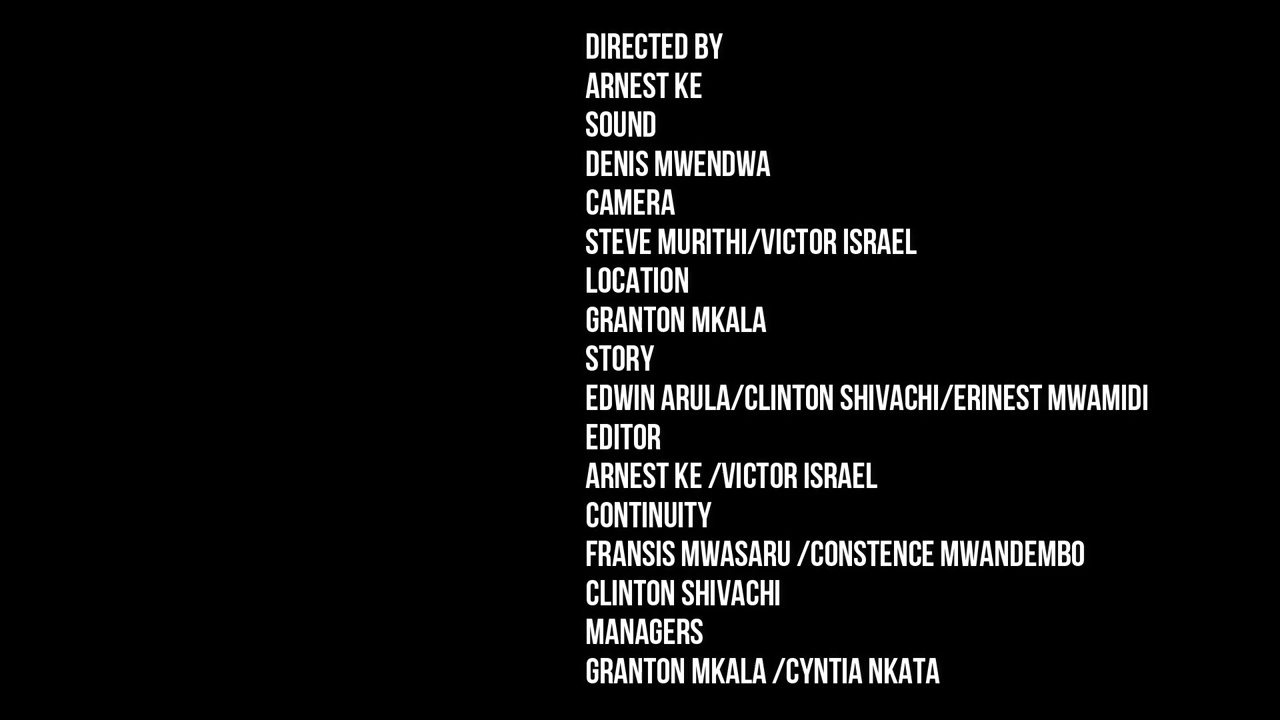 DIRECTED BY
ARNEST KE
SOUND
DENIS MWENDWA
CAMERA
STEVE MURITHI/VICTOR ISRAEL
LOCATION
GRANTON MKALA
STORY
EDWIN ARULA/CLINTON SHIVACHI/ERINEST MWAMIDI
EDITOR
ARNEST KE /VICTOR ISRAEL
CONTINUITY
FRANSIS MWASARU /CONSTENCE MWANDEMBO
CLINTON SHIVACHI
MANAGERS
GRANTON MKALA /CYNTIA NKATA